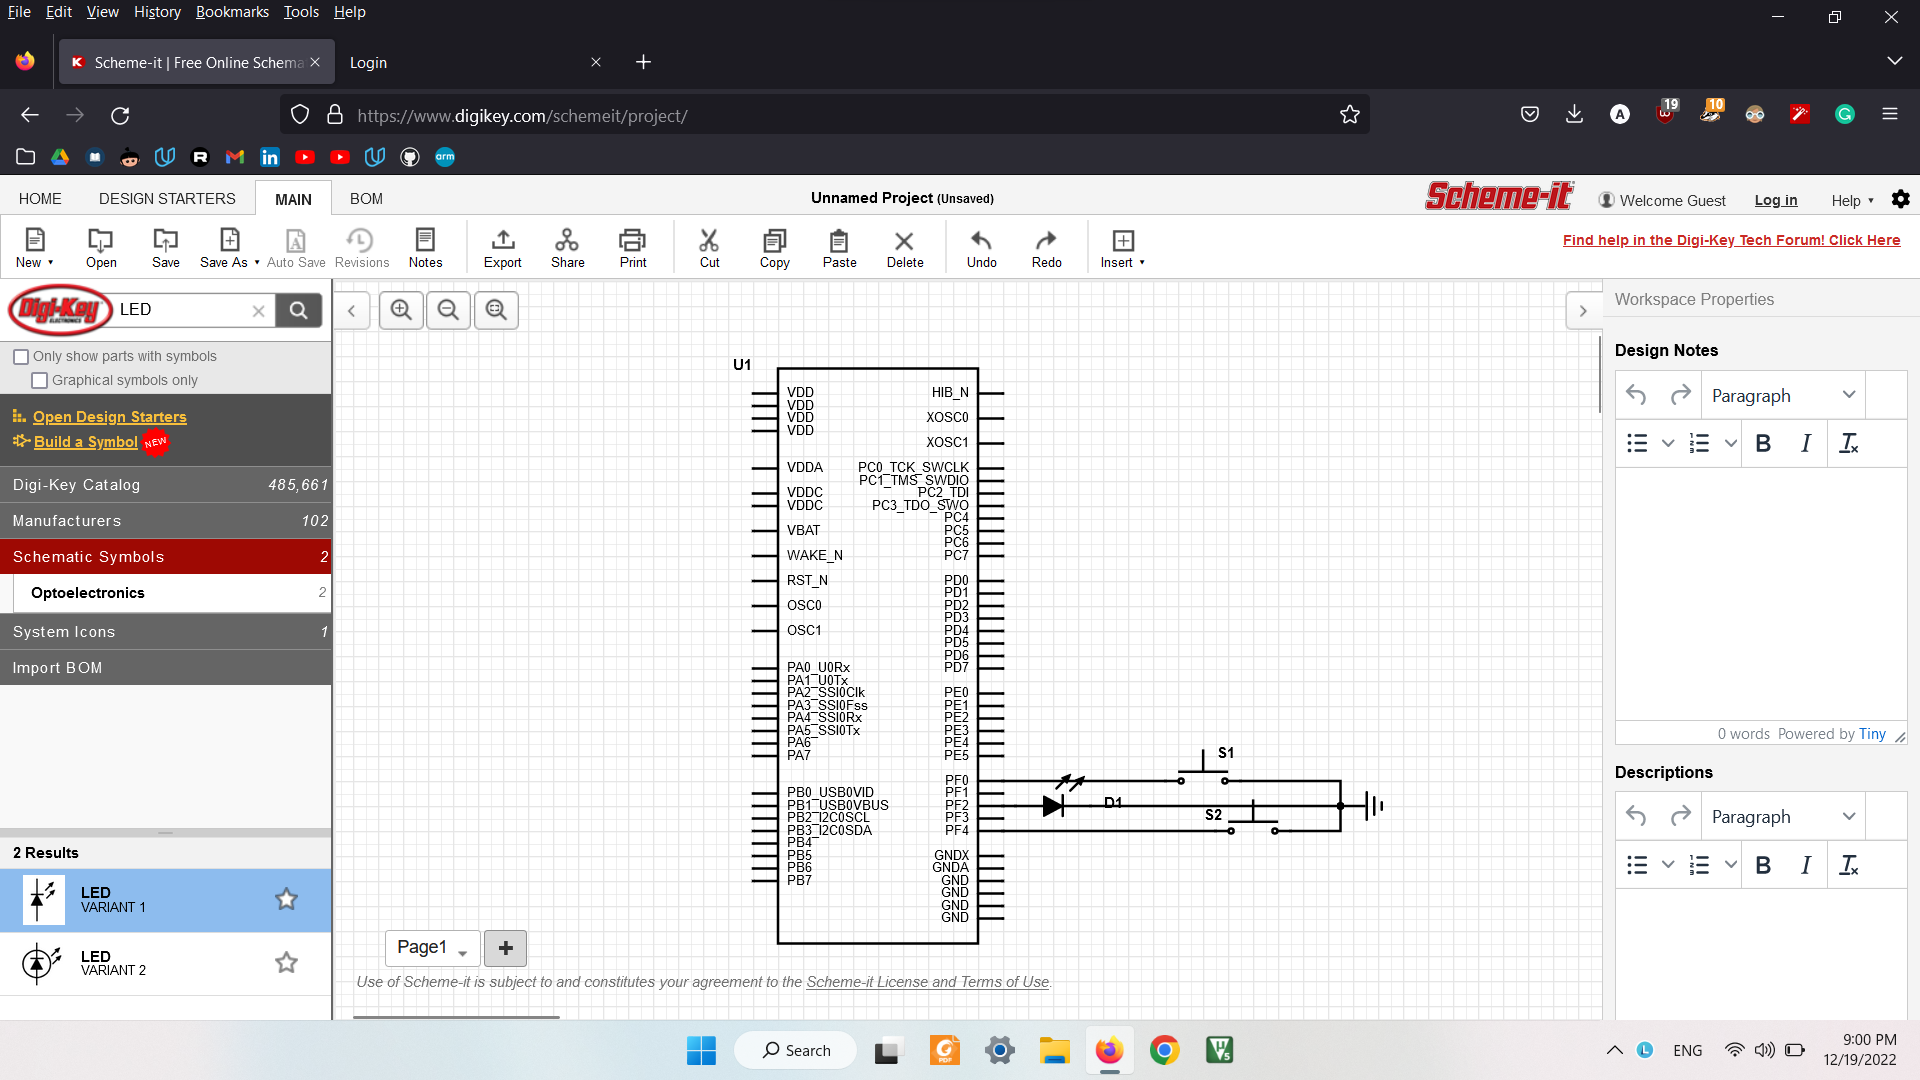 File Edit View History Bookmarks Tools Help
Scheme-it | Free Online Schema
Login
https://www.digikey.com/schemeit/project/
19
10
arm
HOME DESIGN STARTERS MAIN BOM
Unnamed Project (Unsaved)
Scheme-it
Welcome Guest Log in Help
New Open Save Save As Auto Save Revisions Notes Export Share Print Cut Copy Paste Delete Undo Redo Insert
Find help in the Digi-Key Tech Forum! Click Here
Digi-Key
ELECTRONICS
LED
Only show parts with symbols
Graphical symbols only
Open Design Starters
Build a Symbol NEW
Digi-Key Catalog 485,661
Manufacturers 102
Schematic Symbols 2
Optoelectronics 2
System Icons 1
Import BOM
2 Results
LED
VARIANT 1
LED
VARIANT 2
U1
VDD
VDD
VDD
VDD
VDDA
VDDC
VDDC
VBAT
WAKE_N
RST_N
OSC0
OSC1
PA0_U0Rx
PA1_U0Tx
PA2_SSI0Clk
PA3_SSI0Fss
PA4_SSI0Rx
PA5_SSI0Tx
PA6
PA7
PB0_USB0VID
PB1_USB0VBUS
PB2_I2C0SCL
PB3_I2C0SDA
PB4
PB5
PB6
PB7
HIB_N
XOSC0
XOSC1
PC0_TCK_SWCLK
PC1_TMS_SWDIO
PC2_TDI
PC3_TDO_SWO
PC4
PC5
PC6
PC7
PD0
PD1
PD2
PD3
PD4
PD5
PD6
PD7
PE0
PE1
PE2
PE3
PE4
PE5
PF0
PF1
PF2
PF3
PF4
GNDX
GNDA
GND
GND
GND
GND
S1
D1
S2
Page1
Use of Scheme-it is subject to and constitutes your agreement to the Scheme-it License and Terms of Use.
Workspace Properties
Design Notes
Paragraph
0 words Powered by Tiny
Descriptions
Paragraph
Search
ENG
9:00 PM
12/19/2022